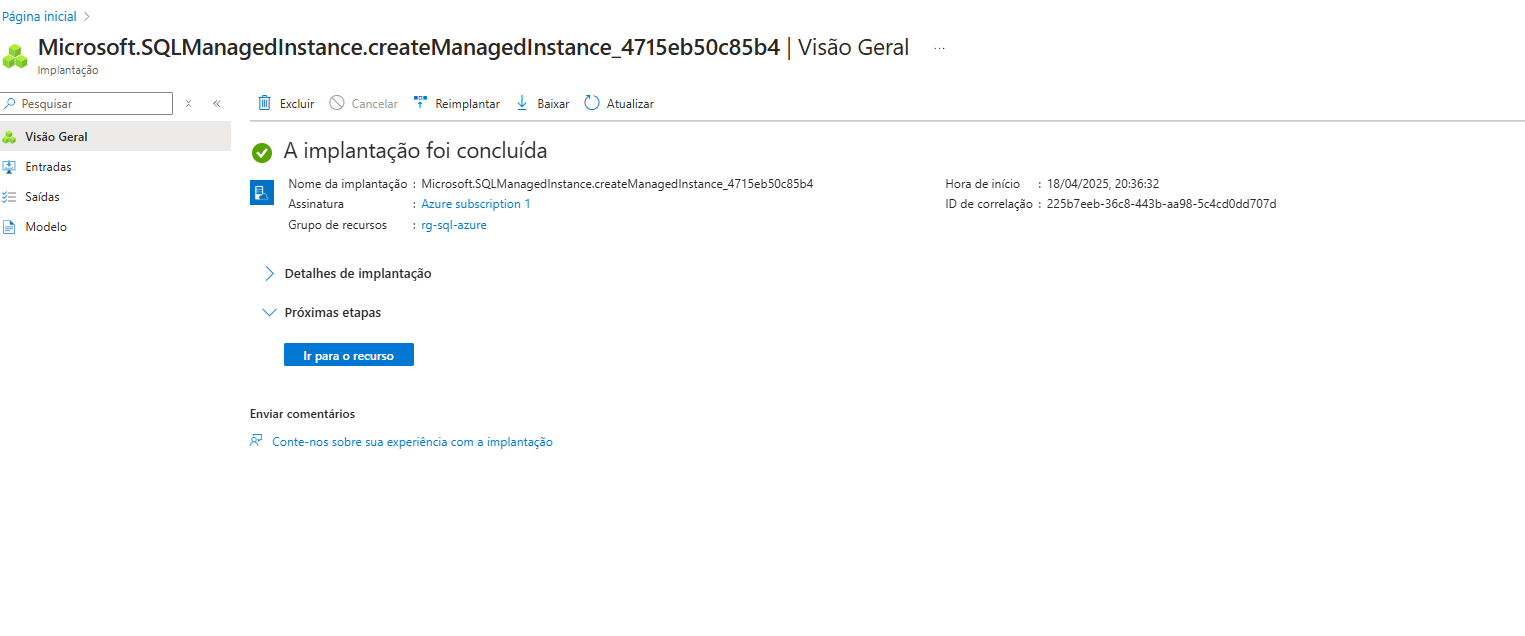 Página inicial
Microsoft.SQLManagedInstance.createManagedInstance_4715eb50c85b4 | Visão Geral ...
Implantação
Pesquisar
Visão Geral
Entradas
Saídas
Modelo
Excluir Cancelar Reimplantar Baixar Atualizar
A implantação foi concluída
Nome da implantação : Microsoft.SQLManagedInstance.createManagedInstance_4715eb50c85b4
Assinatura : Azure subscription 1
Grupo de recursos : rg-sql-azure
Hora de início : 18/04/2025, 20:36:32
ID de correlação : 225b7eeb-36c8-443b-aa98-5c4cd0dd707d
Detalhes de implantação
Próximas etapas
Ir para o recurso
Enviar comentários
Conte-nos sobre sua experiência com a implantação